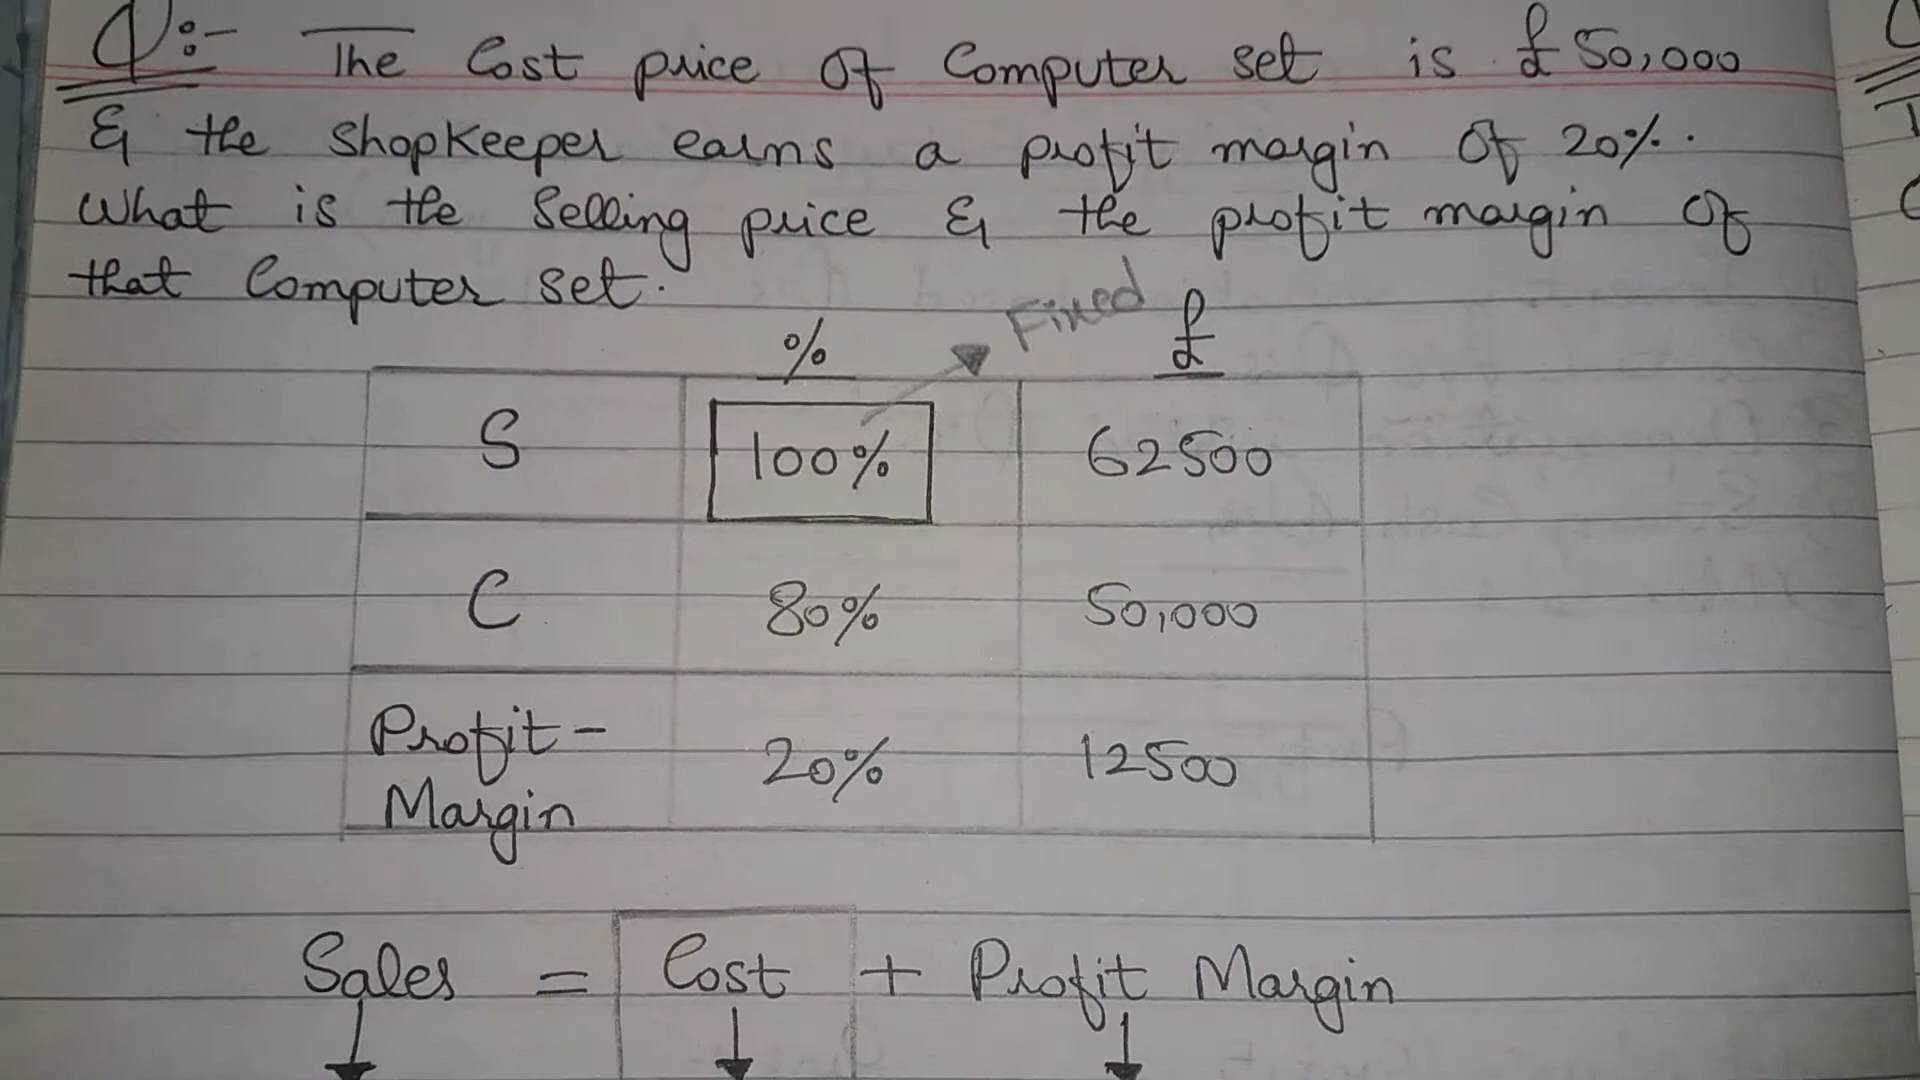 Q:- The Cost price of Computer set is £50,000
& the shopkeeper earns a profit margin of 20%.
What is the selling price & the profit margin of
that Computer set.
% Fixed £
S 100% 62500
C 80% 50,000
Profit-
Margin 20% 12500
Sales = Cost + Profit Margin